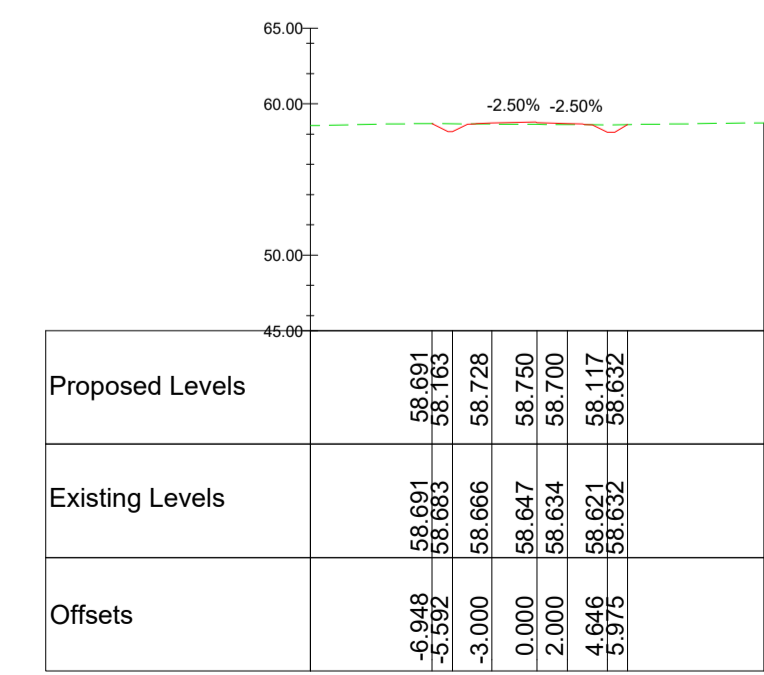 65.00
60.00
-2.50% -2.50%
50.00
45.00
Proposed Levels 58.691 58.163 58.728 58.750 58.700 58.117 58.632
Existing Levels 58.691 58.683 58.666 58.647 58.634 58.621 58.632
Offsets -6.948 -5.592 -3.000 0.000 2.000 4.646 5.975